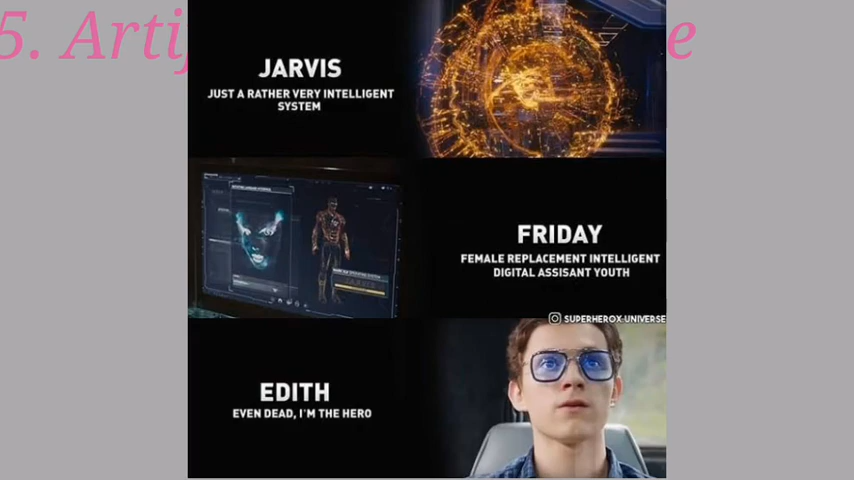 5. Arti
e
JARVIS
JUST A RATHER VERY INTELLIGENT
SYSTEM
FRIDAY
FEMALE REPLACEMENT INTELLIGENT
DIGITAL ASSISANT YOUTH
SUPERHEROX UNIVERSE
EDITH
EVEN DEAD, I'M THE HERO